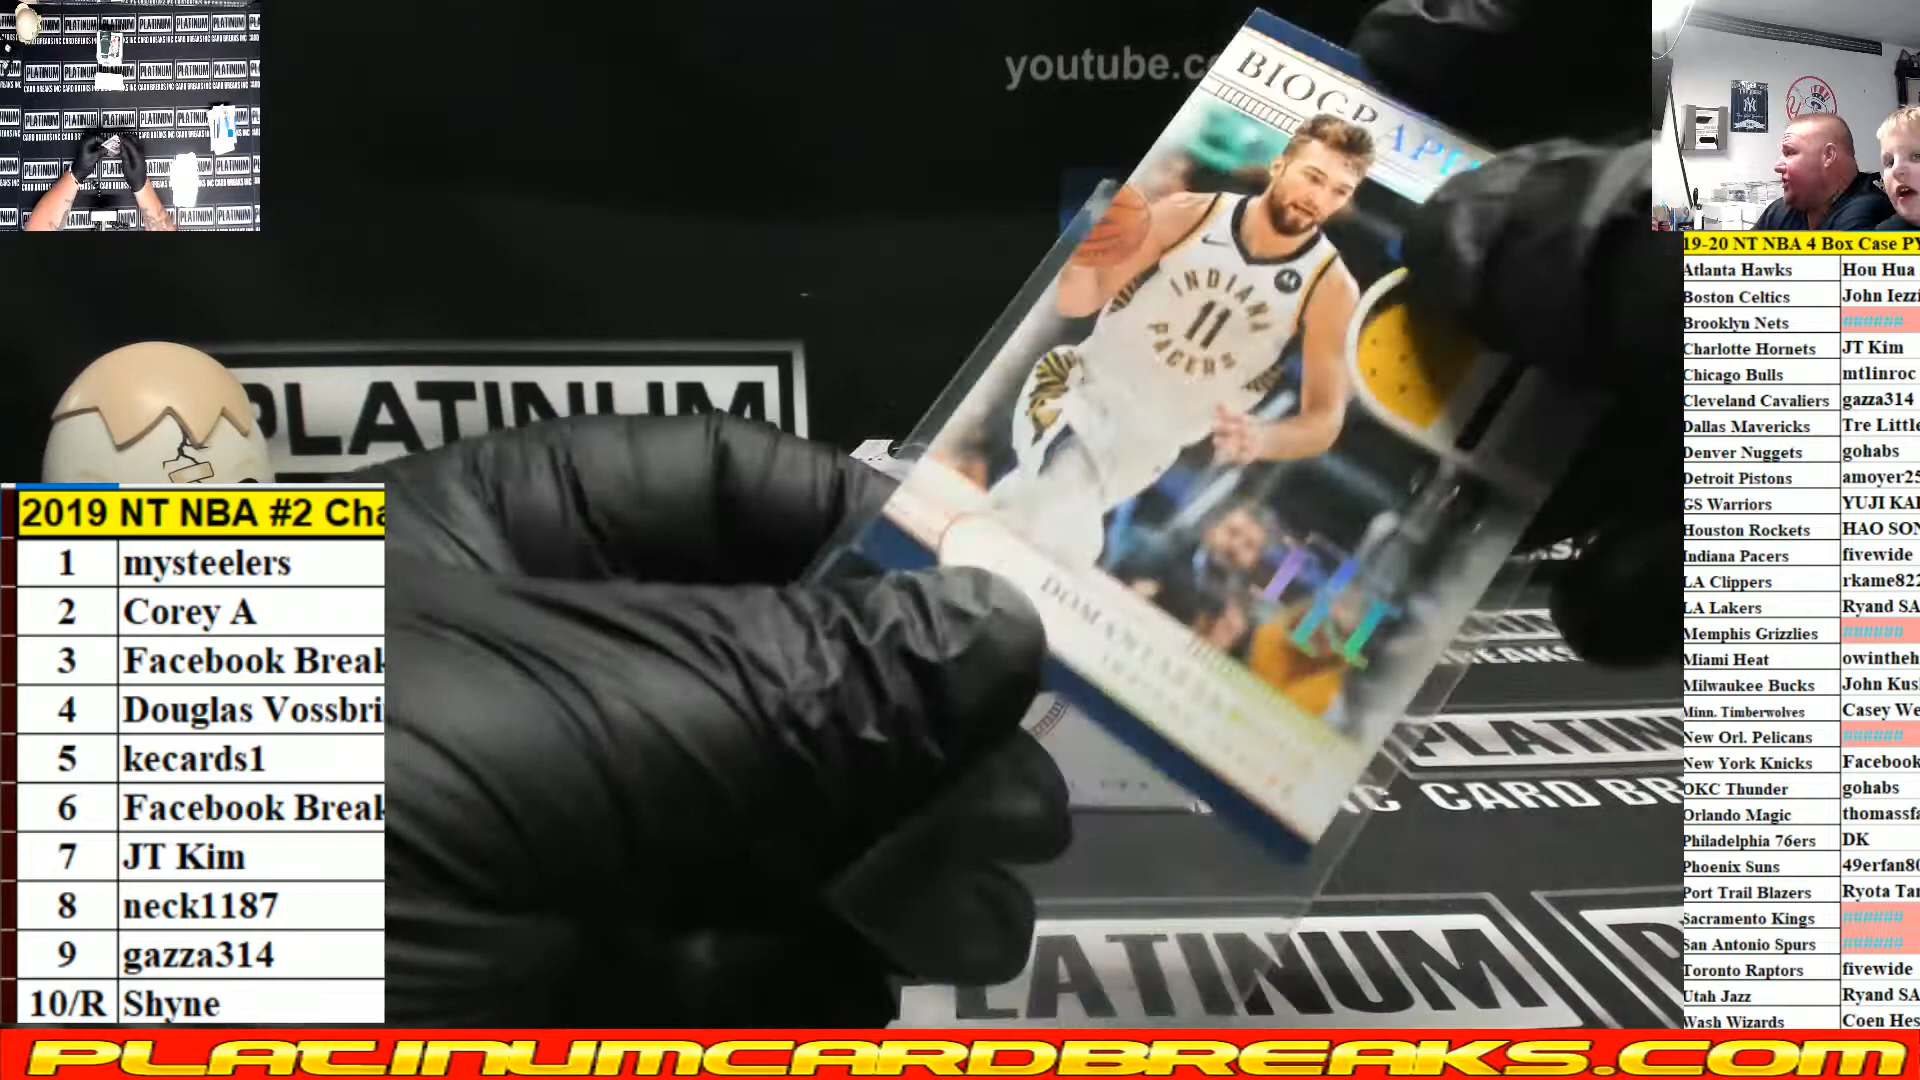 youtube.c
BIOGRAPH
INDIANA
11
PACERS
PLATINUM
2019 NT NBA #2 Cha
1 mysteelers
2 Corey A
3 Facebook Break
4 Douglas Vossbri
5 kecards1
6 Facebook Break
7 JT Kim
8 neck1187
9 gazza314
10/R Shyne
19-20 NT NBA 4 Box Case PY
Atlanta Hawks Hou Hua
Boston Celtics John Iezzi
Brooklyn Nets ######
Charlotte Hornets JT Kim
Chicago Bulls mtlinroc
Cleveland Cavaliers gazza314
Dallas Mavericks Tre Little
Denver Nuggets gohabs
Detroit Pistons amoyer25
GS Warriors YUJI KA
Houston Rockets HAO SON
Indiana Pacers fivewide
LA Clippers rkame822
LA Lakers Ryand SA
Memphis Grizzlies ######
Miami Heat owintheh
Milwaukee Bucks John Kus
Minn. Timberwolves Casey We
New Orl. Pelicans ######
New York Knicks Facebook
OKC Thunder gohabs
Orlando Magic thomassfa
Philadelphia 76ers DK
Phoenix Suns 49erfan80
Port Trail Blazers Ryota Tan
Sacramento Kings ######
San Antonio Spurs ######
Toronto Raptors fivewide
Utah Jazz Ryand SA
Wash Wizards Coen Hes
PLATIN
CARD BR
PLATINUM
PLATINUMCARDBREAKS.COM